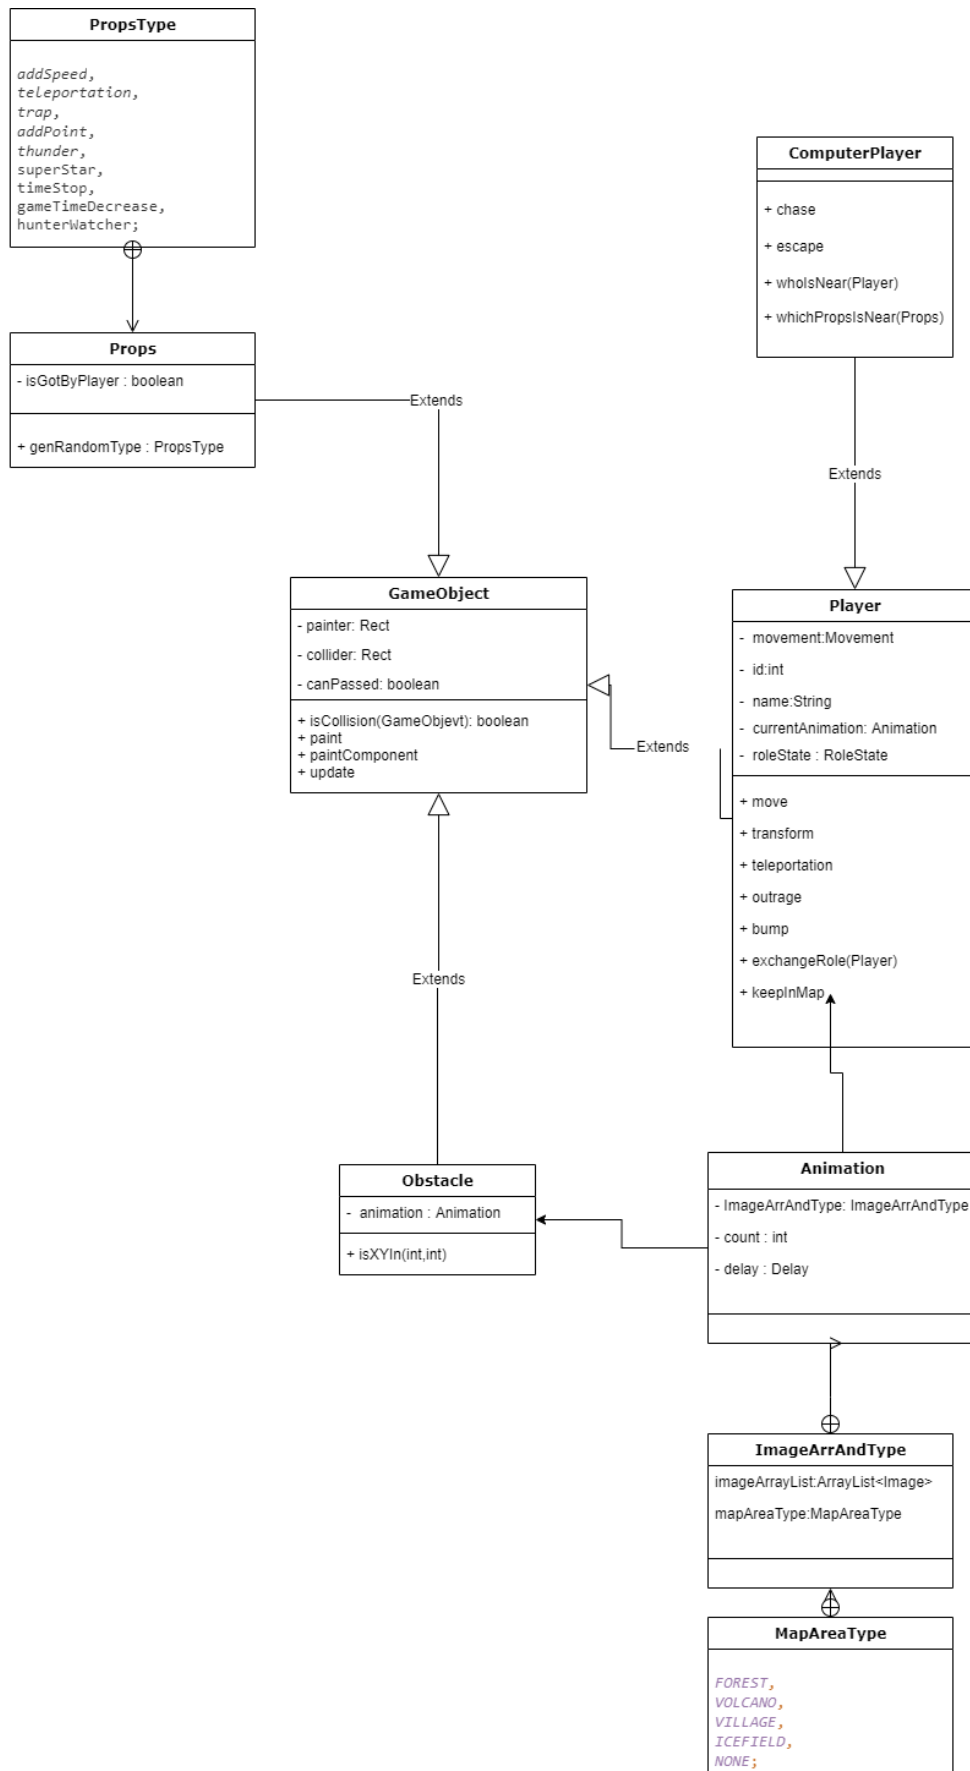 PropsType
addSpeed,
teleportation,
trap,
addPoint,
thunder,
superStar,
timeStop,
gameTimeDecrease,
hunterWatcher;
ComputerPlayer
+ chase
+ escape
+ whoIsNear(Player)
+ whichPropsIsNear(Props)
Props
- isGotByPlayer : boolean
+ genRandomType : PropsType
Extends
Extends
GameObject
- painter: Rect
- collider: Rect
- canPassed: boolean
+ isCollision(GameObjevt): boolean
+ paint
+ paintComponent
+ update
Extends
Player
- movement:Movement
- id:int
- name:String
- currentAnimation: Animation
- roleState : RoleState
+ move
+ transform
+ teleportation
+ outrage
+ bump
+ exchangeRole(Player)
+ keepInMap
Extends
Obstacle
- animation : Animation
+ isXYIn(int,int)
Animation
- ImageArrAndType: ImageArrAndType
- count : int
- delay : Delay
ImageArrAndType
imageArrayList:ArrayList<Image>
mapAreaType:MapAreaType
MapAreaType
FOREST,
VOLCANO,
VILLAGE,
ICEFIELD,
NONE;